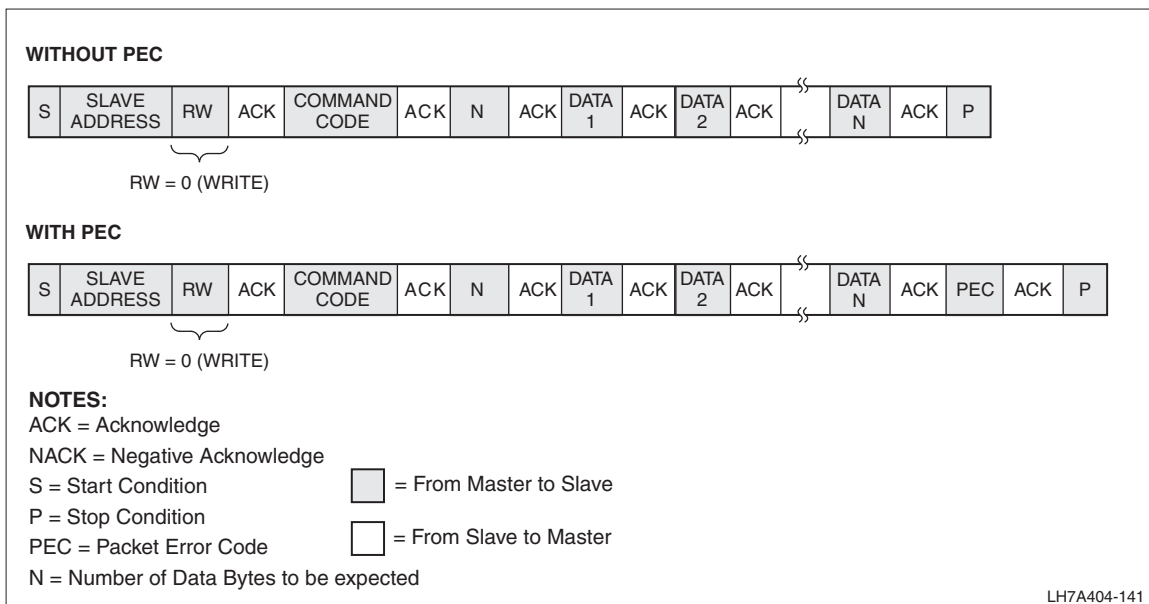 WITHOUT PEC
S SLAVE ADDRESS RW ACK COMMAND CODE ACK N ACK DATA 1 ACK DATA 2 ACK DATA N ACK P
RW = 0 (WRITE)
WITH PEC
S SLAVE ADDRESS RW ACK COMMAND CODE ACK N ACK DATA 1 ACK DATA 2 ACK DATA N ACK PEC ACK P
RW = 0 (WRITE)
NOTES:
ACK = Acknowledge
NACK = Negative Acknowledge
S = Start Condition
P = Stop Condition
PEC = Packet Error Code
N = Number of Data Bytes to be expected
= From Master to Slave
= From Slave to Master
LH7A404-141